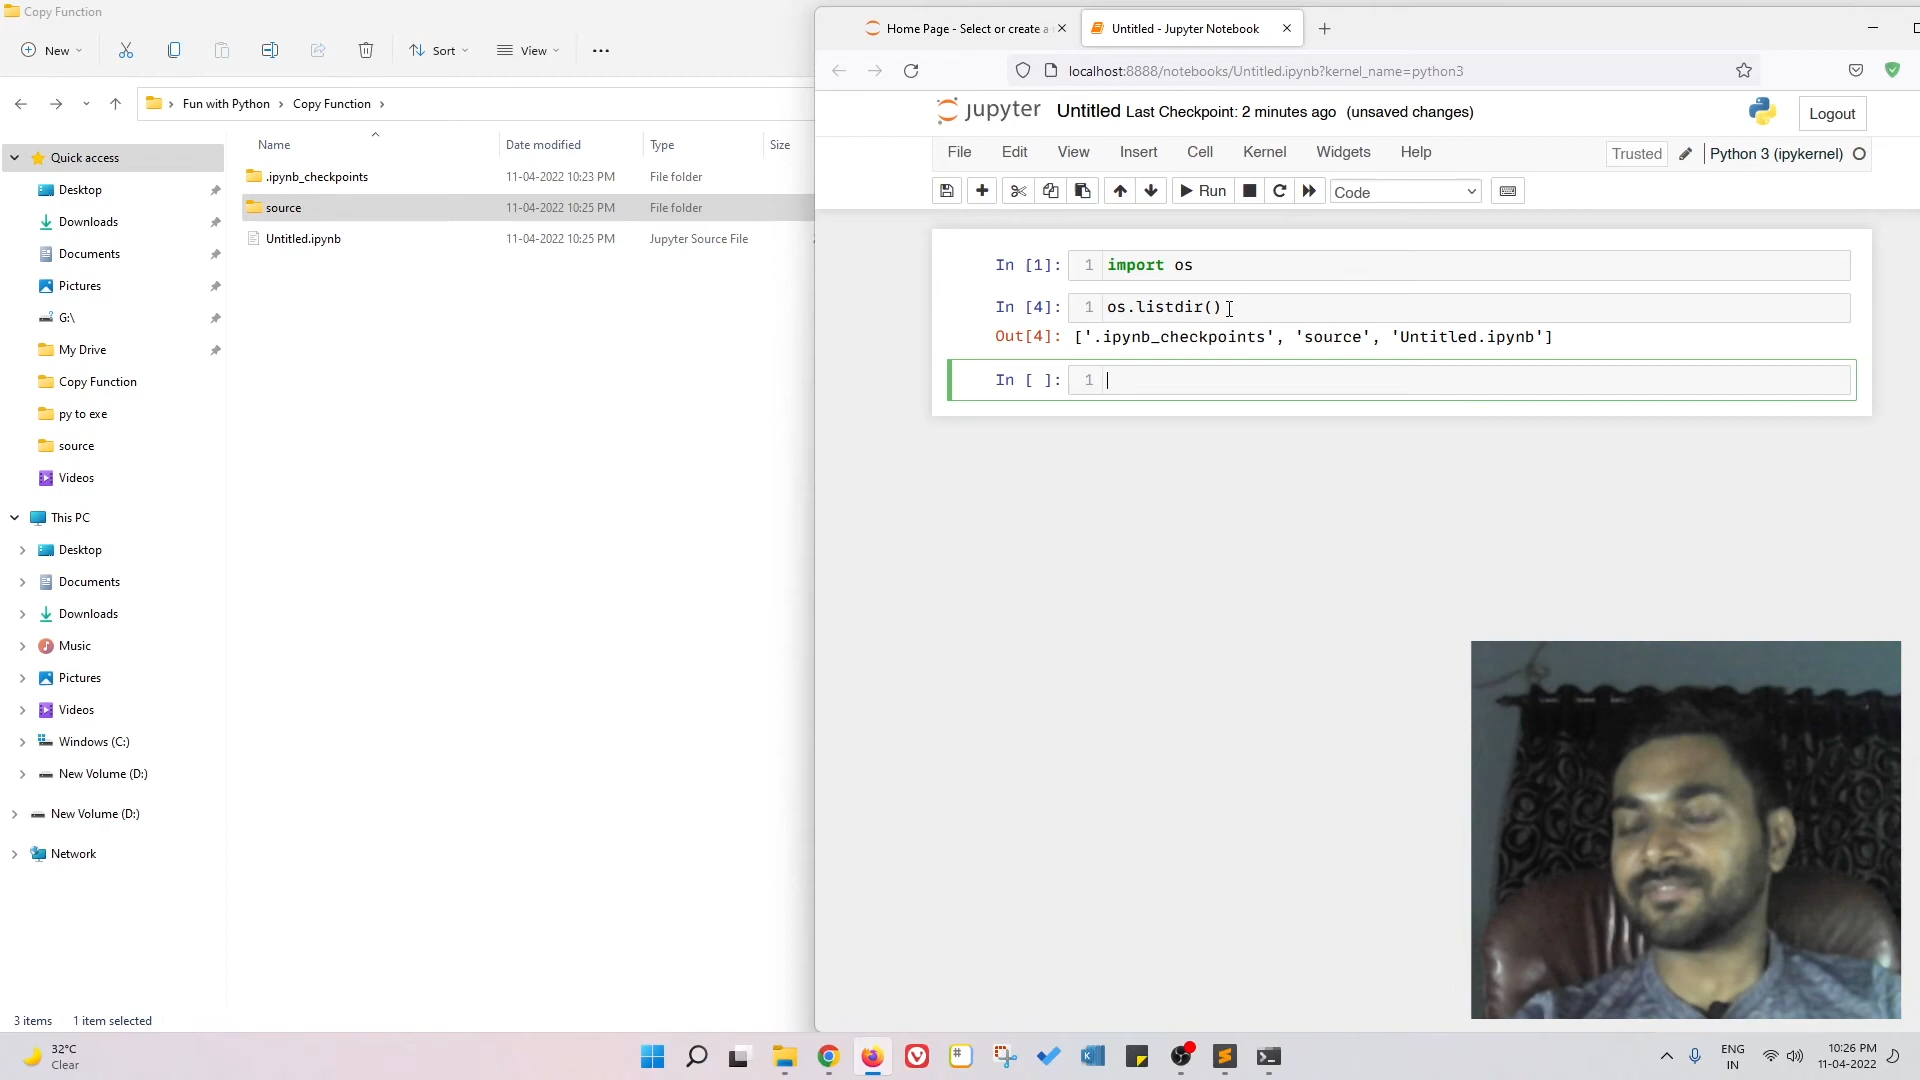 Copy Function
New
Sort
View
Fun with Python
Copy Function
Name
Date modified
Type
Size
.ipynb_checkpoints
11-04-2022 10:23 PM
File folder
source
11-04-2022 10:25 PM
File folder
Untitled.ipynb
11-04-2022 10:25 PM
Jupyter Source File
Quick access
Desktop
Downloads
Documents
Pictures
G:\
My Drive
Copy Function
py to exe
source
Videos
This PC
Desktop
Documents
Downloads
Music
Pictures
Videos
Windows (C:)
New Volume (D:)
New Volume (D:)
Network
3 items
1 item selected
Home Page - Select or create a
Untitled - Jupyter Notebook
localhost:8888/notebooks/Untitled.ipynb?kernel_name=python3
jupyter Untitled Last Checkpoint: 2 minutes ago (unsaved changes)
Logout
File Edit View Insert Cell Kernel Widgets Help
Trusted
Python 3 (ipykernel)
Run
Code
In [1]: 1 import os
In [4]: 1 os.listdir()
Out[4]: ['.ipynb_checkpoints', 'source', 'Untitled.ipynb']
In [ ]: 1
32°C
Clear
ENG
IN
10:26 PM
11-04-2022